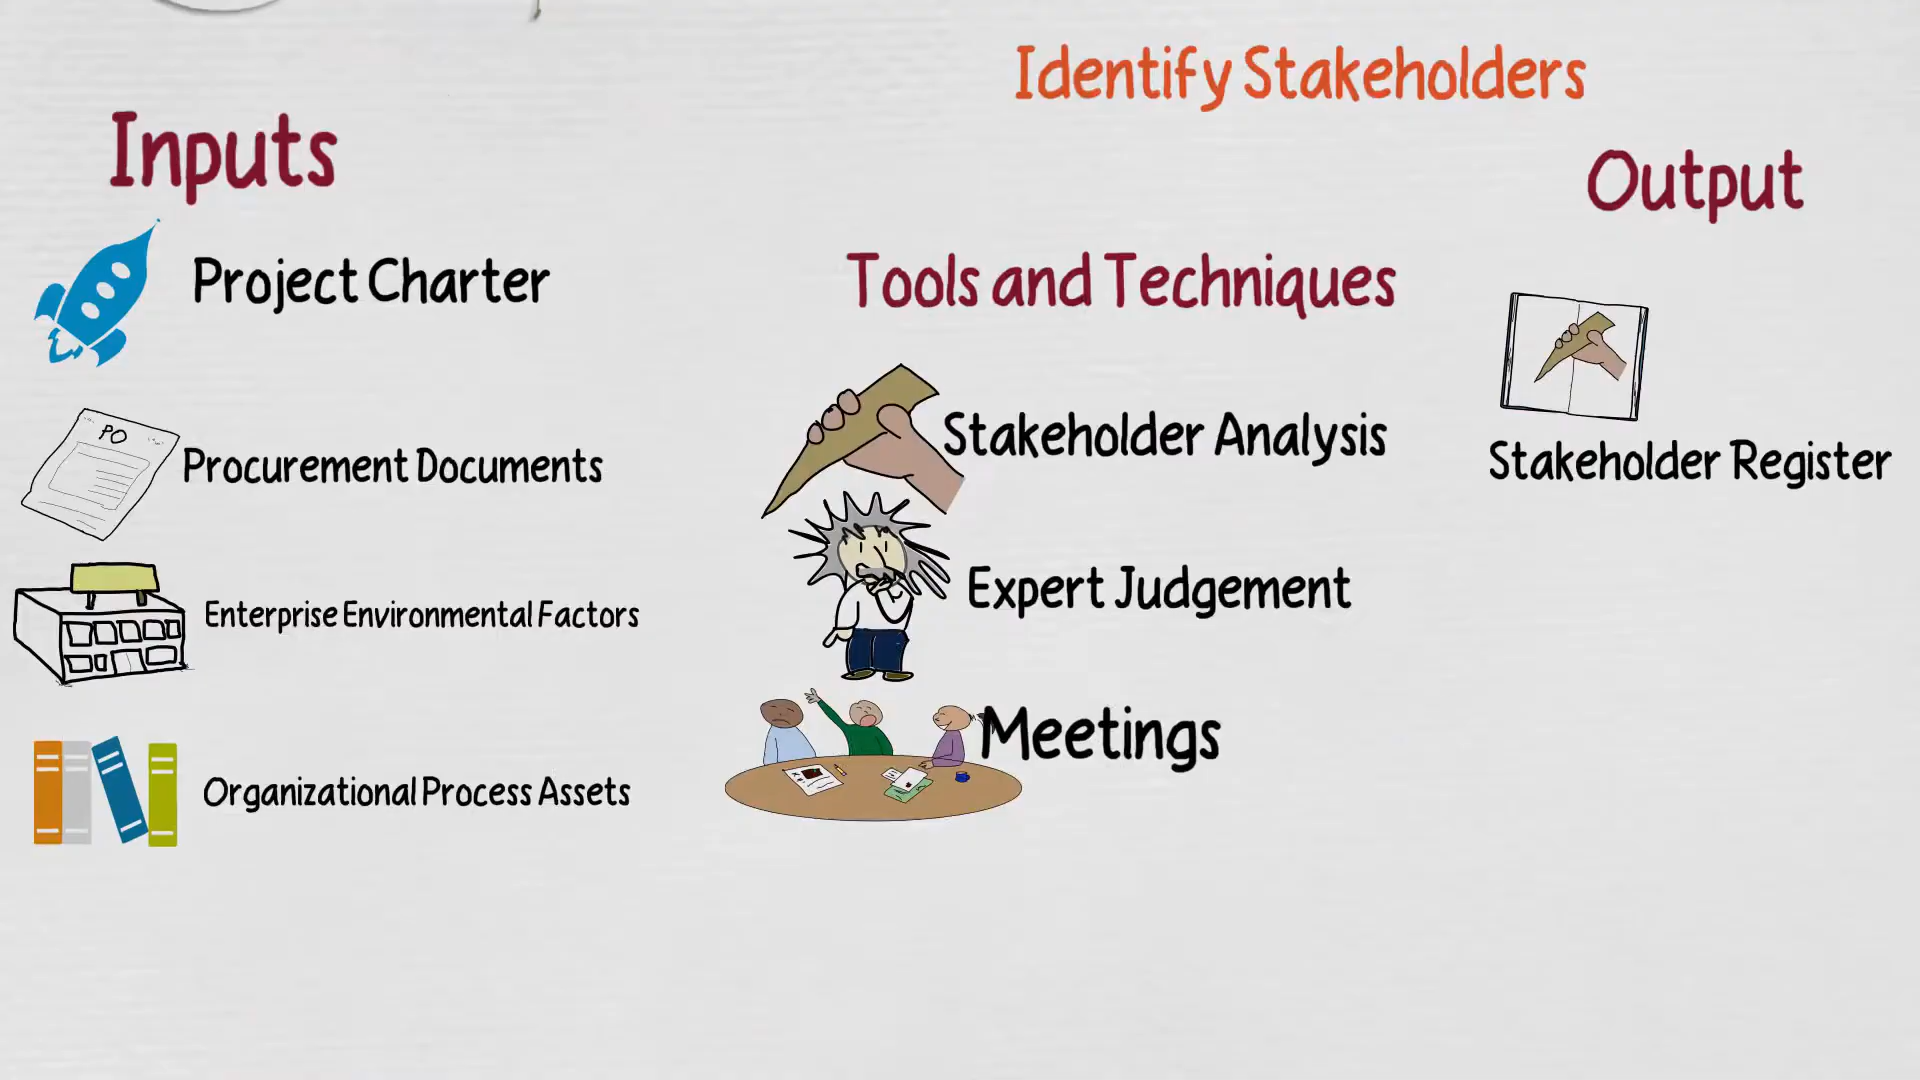 Identify Stakeholders
Inputs
Project Charter
PO
Procurement Documents
Enterprise Environmental Factors
Organizational Process Assets
Tools and Techniques
Stakeholder Analysis
Expert Judgement
Meetings
Output
Stakeholder Register